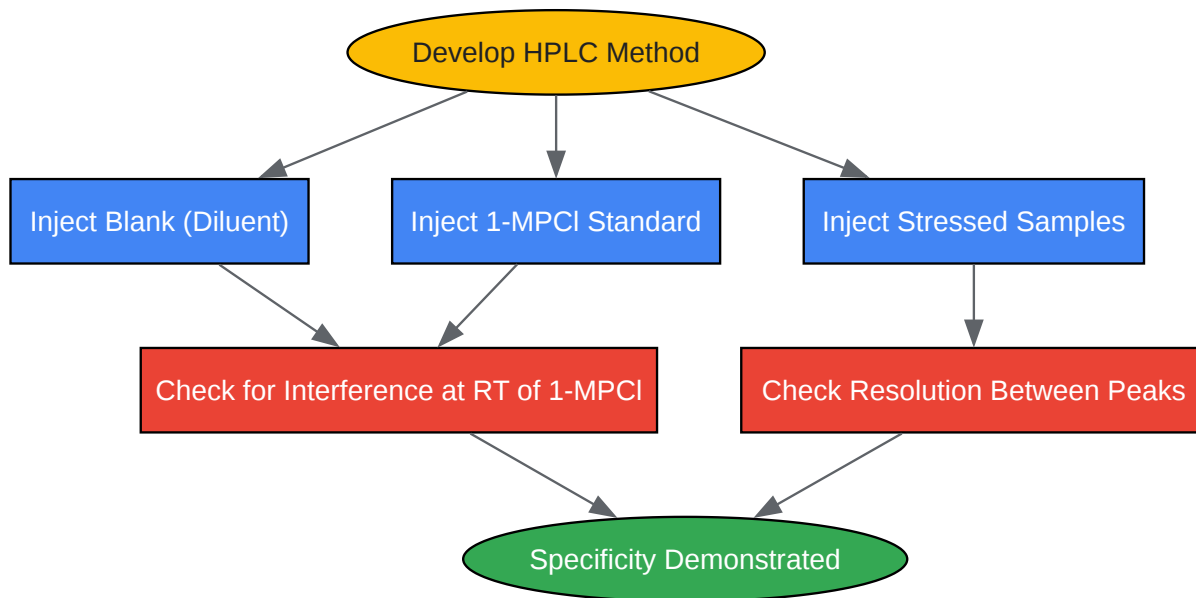 Develop HPLC Method
Inject Blank (Diluent)
Inject 1-MPCl Standard
Inject Stressed Samples
Check for Interference at RT of 1-MPCl
Check Resolution Between Peaks
Specificity Demonstrated